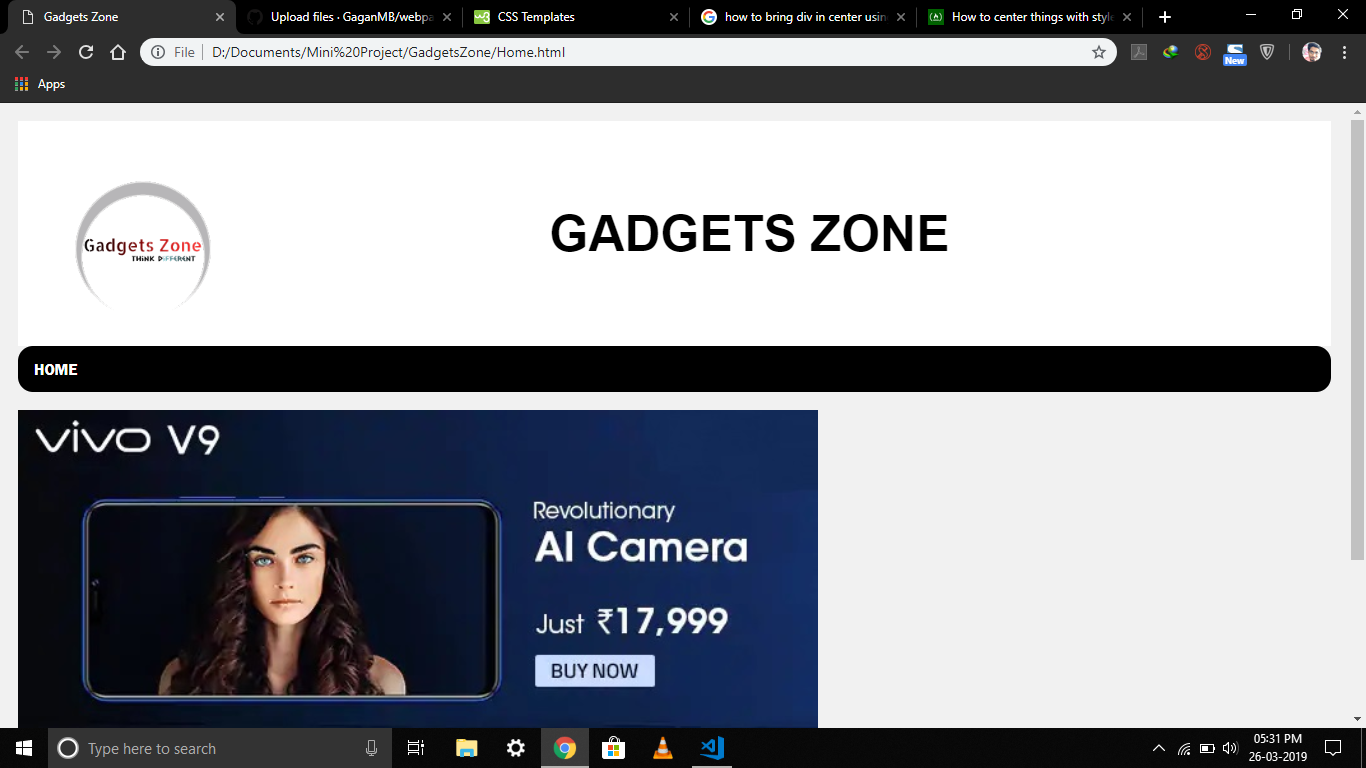 Gadgets Zone
Upload files · GaganMB/webpa
CSS Templates
how to bring div in center usin
How to center things with style
File
D:/Documents/Mini%20Project/GadgetsZone/Home.html
New
Apps
Gadgets Zone
THiNK DiFFERENT
GADGETS ZONE
HOME
vivo V9
Revolutionary
AI Camera
Just ₹17,999
BUY NOW
Type here to search
05:31 PM
26-03-2019